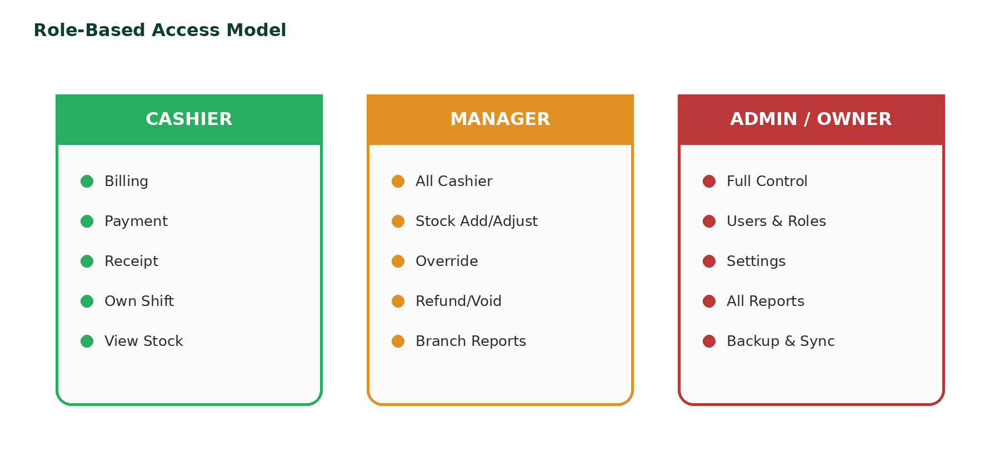 Role-Based Access Model
CASHIER
Billing
Payment
Receipt
Own Shift
View Stock
MANAGER
All Cashier
Stock Add/Adjust
Override
Refund/Void
Branch Reports
ADMIN / OWNER
Full Control
Users & Roles
Settings
All Reports
Backup & Sync